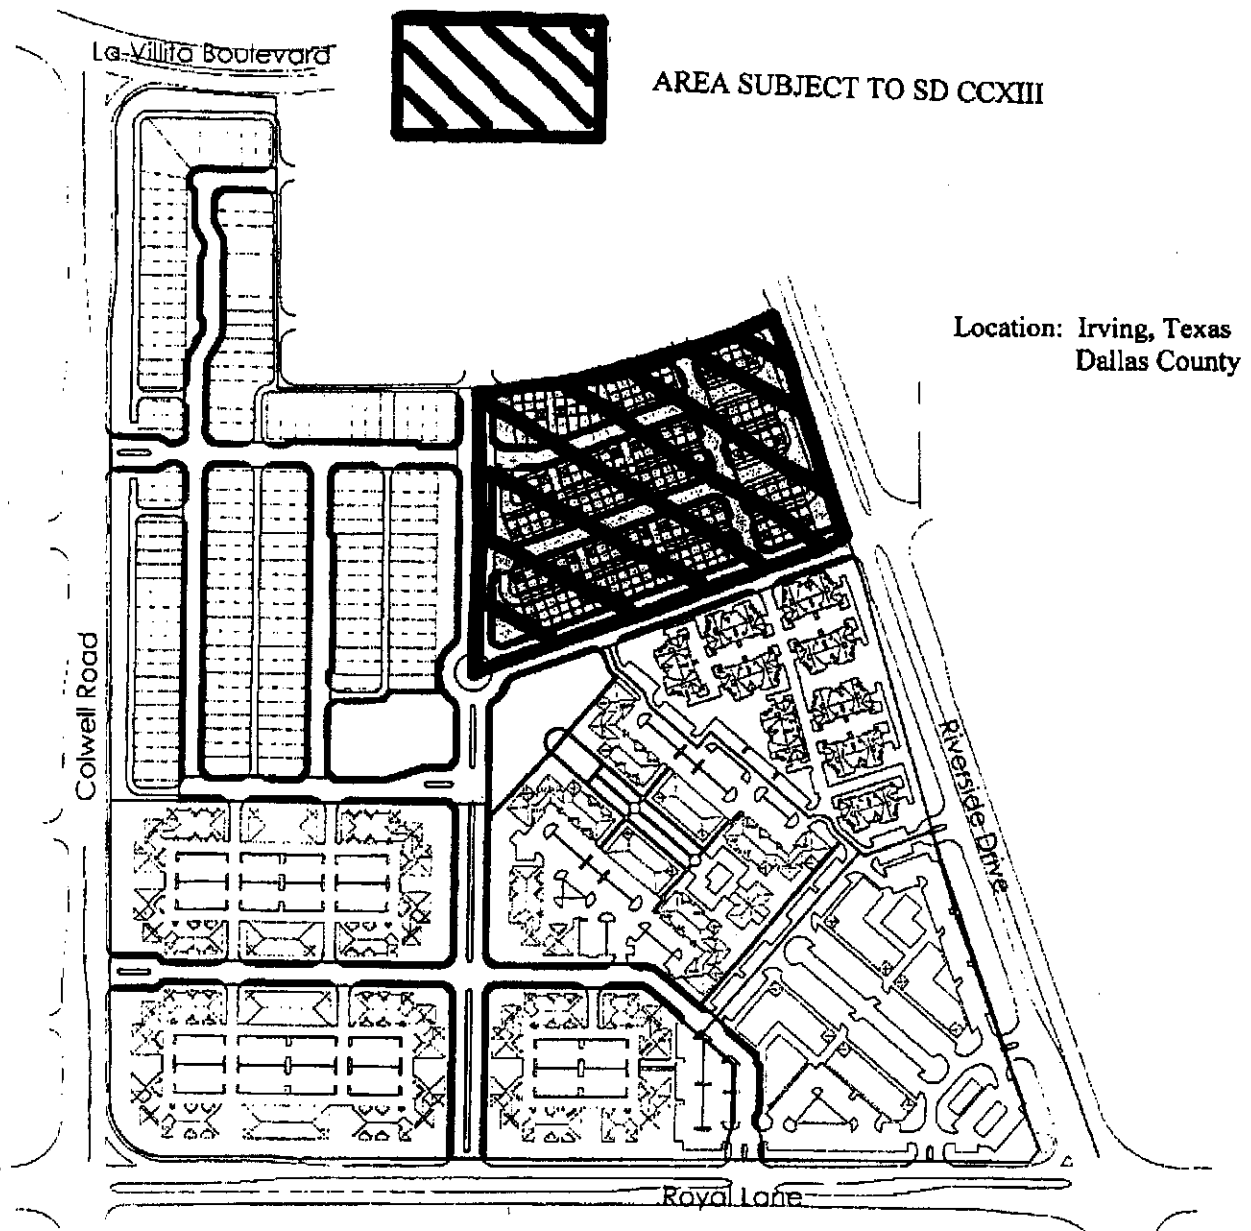 La Villita Boulevard
AREA SUBJECT TO SD CCXIII
Location: Irving, Texas
Dallas County
Colwell Road
Riverside Drive
Royal Lane